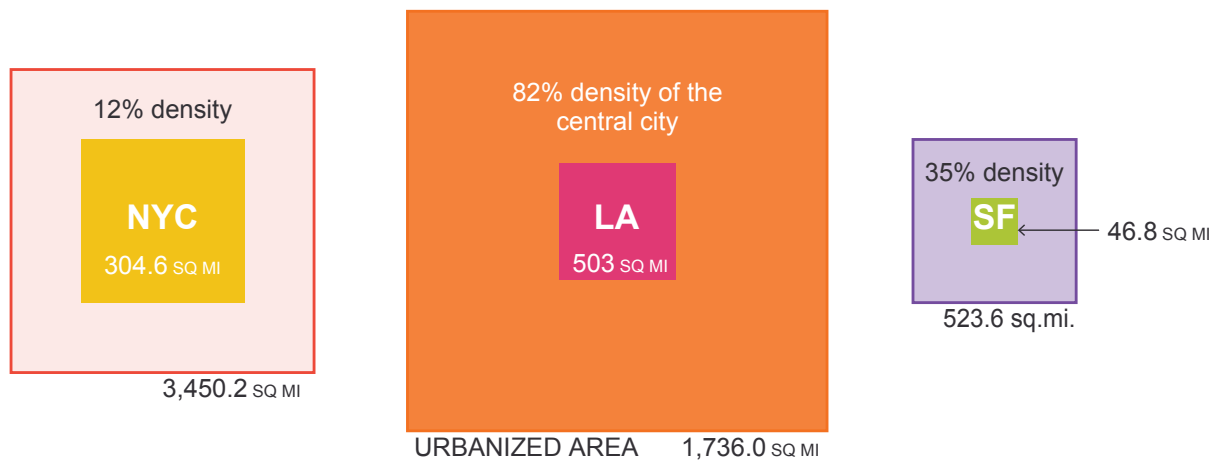 12% density
NYC
304.6 SQ MI
3,450.2 SQ MI
82% density of the
central city
LA
503 SQ MI
URBANIZED AREA 1,736.0 SQ MI
35% density
SF
46.8 SQ MI
523.6 sq.mi.